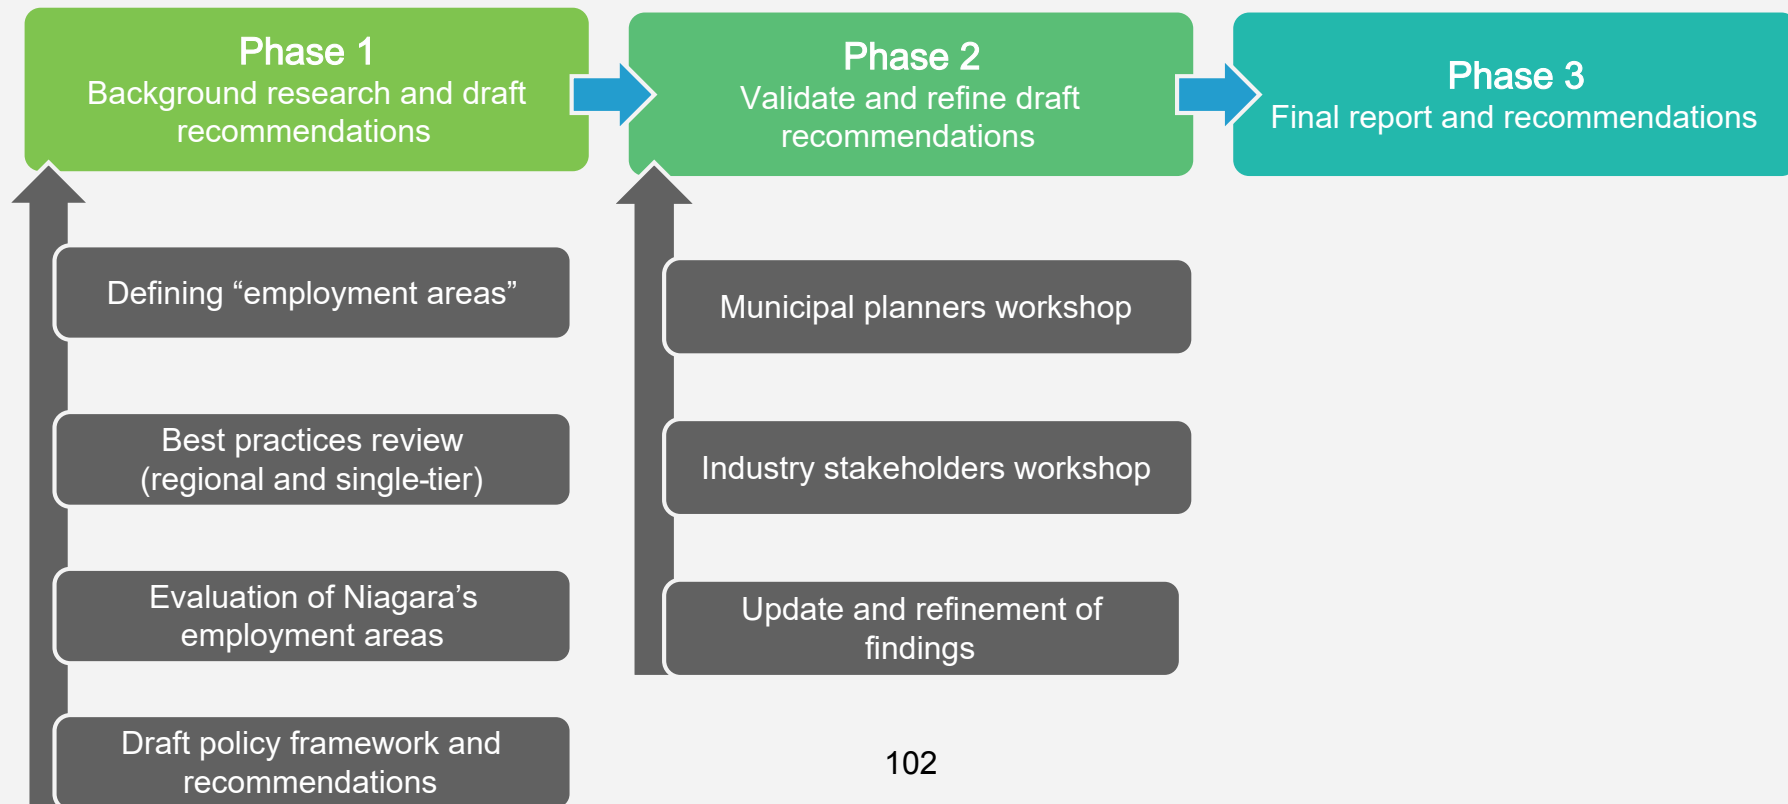 Phase 1
Background research and draft
recommendations
Phase 2
Validate and refine draft
recommendations
Phase 3
Final report and recommendations
Defining “employment areas”
Best practices review
(regional and single-tier)
Evaluation of Niagara’s
employment areas
Draft policy framework and
recommendations
Municipal planners workshop
Industry stakeholders workshop
Update and refinement of
findings
102